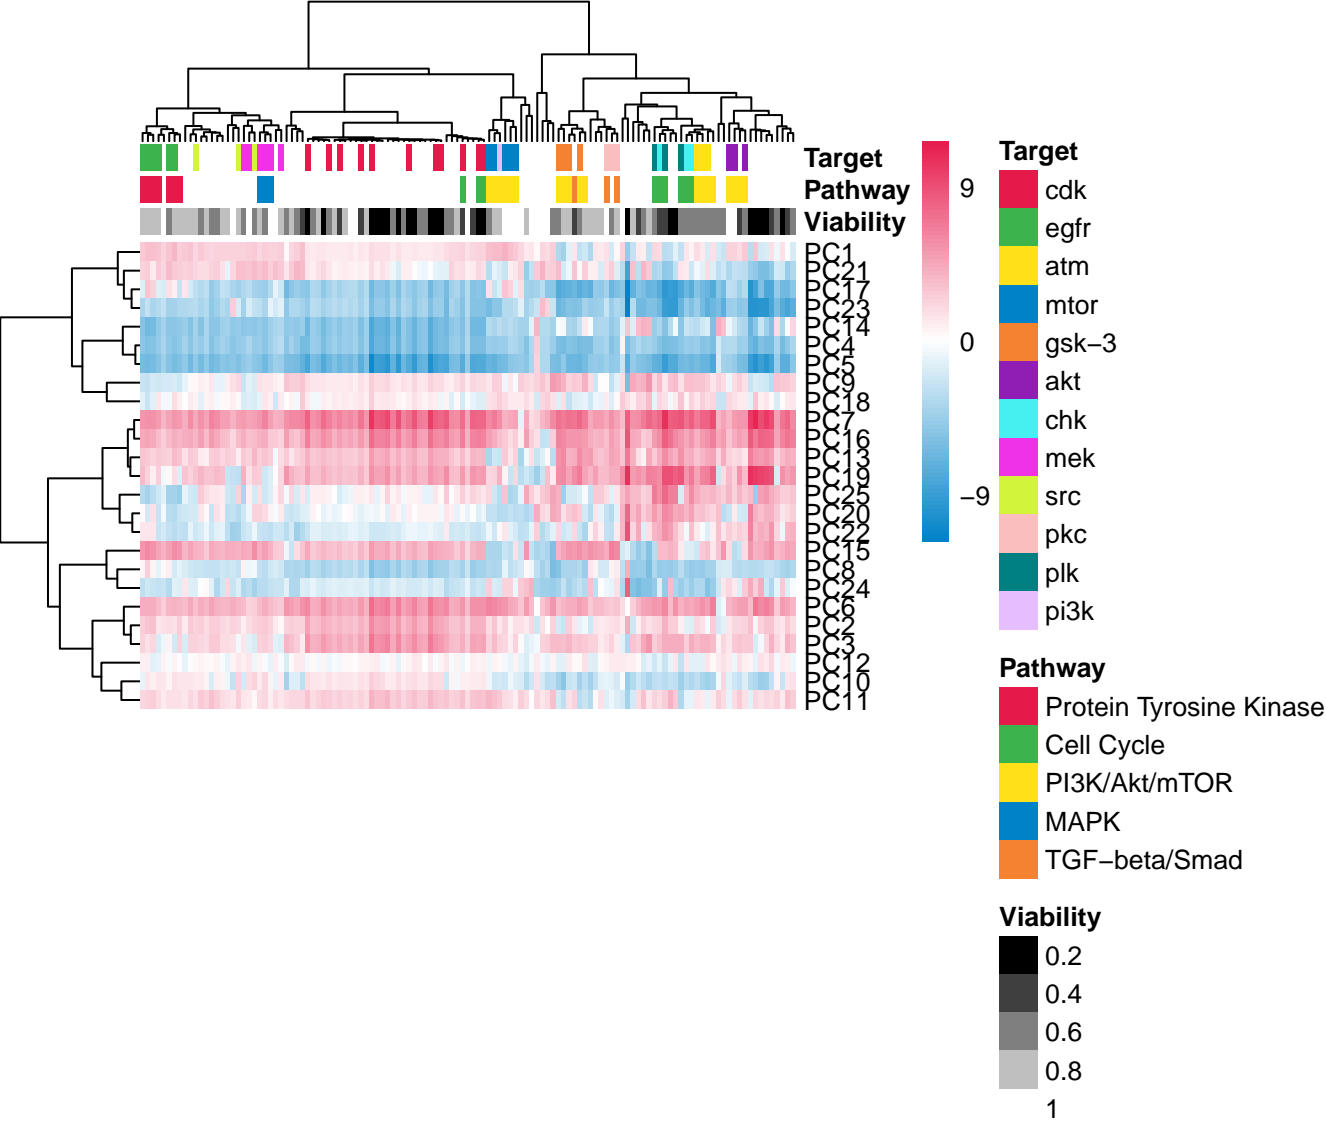 Target
Pathway
Viability
PC1
PC21
PC17
PC23
PC14
PC4
PC5
PC9
PC18
PC7
PC16
PC13
PC19
PC25
PC20
PC22
PC15
PC8
PC24
PC6
PC2
PC3
PC12
PC10
PC11
9
0
−9
Target
cdk
egfr
atm
mtor
gsk−3
akt
chk
mek
src
pkc
plk
pi3k
Pathway
Protein Tyrosine Kinase
Cell Cycle
PI3K/Akt/mTOR
MAPK
TGF−beta/Smad
Viability
0.2
0.4
0.6
0.8
1